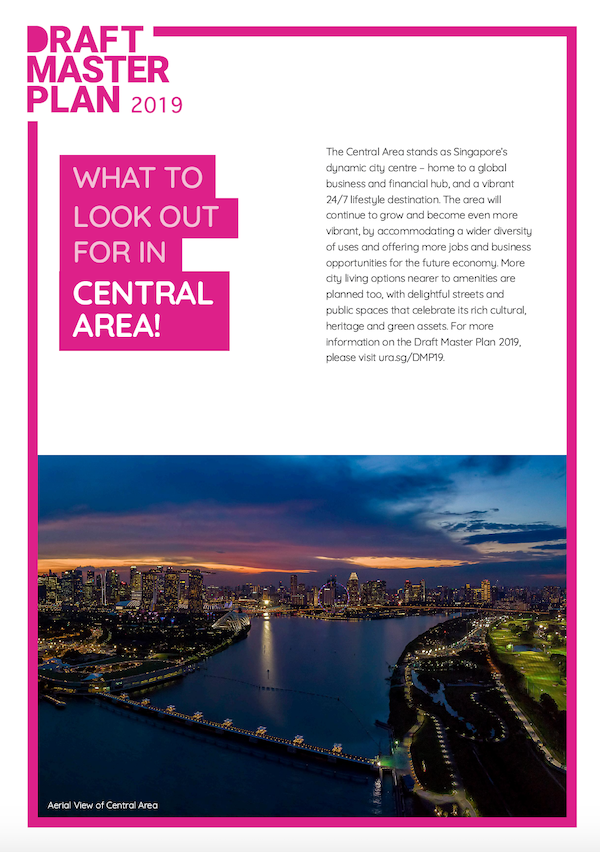 DRAFT
MASTER
PLAN 2019
WHAT TO
LOOK OUT
FOR IN
CENTRAL
AREA!
The Central Area stands as Singapore's
dynamic city centre – home to a global
business and financial hub, and a vibrant
24/7 lifestyle destination. The area will
continue to grow and become even more
vibrant, by accommodating a wider diversity
of uses and offering more jobs and business
opportunities for the future economy. More
city living options nearer to amenities are
planned too, with delightful streets and
public spaces that celebrate its rich cultural,
heritage and green assets. For more
information on the Draft Master Plan 2019,
please visit ura.sg/DMP19.
Aerial View of Central Area